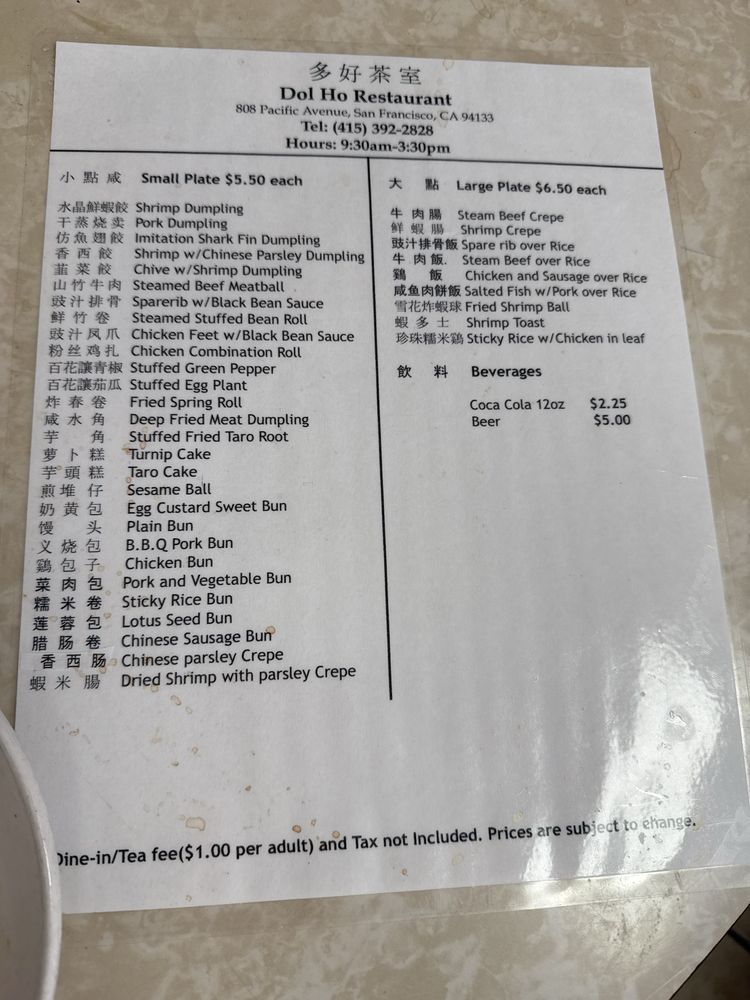 多好茶室
Dol Ho Restaurant
808 Pacific Avenue, San Francisco, CA 94133
Tel: (415) 392-2828
Hours: 9:30am-3:30pm
小點咸 Small Plate $5.50 each
水晶鮮蝦餃 Shrimp Dumpling
干蒸烧卖 Pork Dumpling
仿魚翅餃 Imitation Shark Fin Dumpling
香西餃 Shrimp w/Chinese Parsley Dumpling
韮菜餃 Chive w/Shrimp Dumpling
山竹牛肉 Steamed Beef Meatball
豉汁排骨 Sparerib w/Black Bean Sauce
鮮竹卷 Steamed Stuffed Bean Roll
豉汁凤爪 Chicken Feet w/Black Bean Sauce
粉丝鸡扎 Chicken Combination Roll
百花讓青椒 Stuffed Green Pepper
百花讓茄瓜 Stuffed Egg Plant
炸春卷 Fried Spring Roll
咸水角 Deep Fried Meat Dumpling
芋角 Stuffed Fried Taro Root
萝卜糕 Turnip Cake
芋頭糕 Taro Cake
煎堆仔 Sesame Ball
奶黄包 Egg Custard Sweet Bun
馒头 Plain Bun
义烧包 B.B.Q Pork Bun
鷄包子 Chicken Bun
菜肉包 Pork and Vegetable Bun
糯米卷 Sticky Rice Bun
莲蓉包 Lotus Seed Bun
腊肠卷 Chinese Sausage Bun
香西肠 Chinese parsley Crepe
蝦米腸 Dried Shrimp with parsley Crepe
大點 Large Plate $6.50 each
牛肉腸 Steam Beef Crepe
鮮蝦腸 Shrimp Crepe
豉汁排骨飯 Spare rib over Rice
牛肉飯. Steam Beef over Rice
鷄飯 Chicken and Sausage over Rice
咸鱼肉餅飯 Salted Fish w/Pork over Rice
雪花炸蝦球 Fried Shrimp Ball
蝦多士 Shrimp Toast
珍珠糯米鷄 Sticky Rice w/Chicken in leaf
飲料 Beverages
Coca Cola 12oz $2.25
Beer $5.00
Dine-in/Tea fee($1.00 per adult) and Tax not Included. Prices are subject to change.